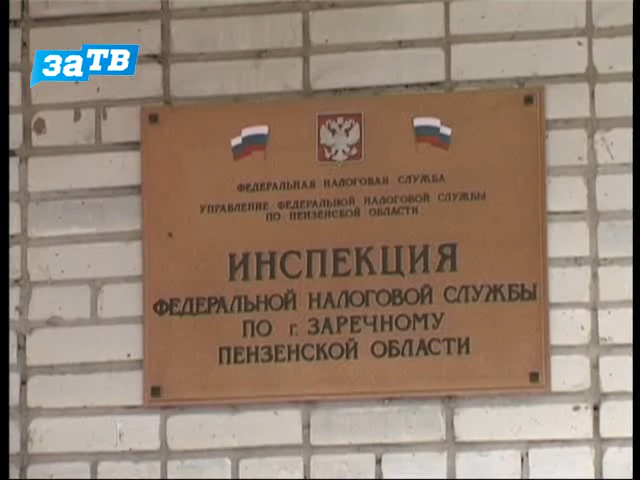 заТВ
ФЕДЕРАЛЬНАЯ НАЛОГОВАЯ СЛУЖБА
УПРАВЛЕНИЕ ФЕДЕРАЛЬНОЙ НАЛОГОВОЙ СЛУЖБЫ
ПО ПЕНЗЕНСКОЙ ОБЛАСТИ
ИНСПЕКЦИЯ
ФЕДЕРАЛЬНОЙ НАЛОГОВОЙ СЛУЖБЫ
ПО г. ЗАРЕЧНОМУ
ПЕНЗЕНСКОЙ ОБЛАСТИ